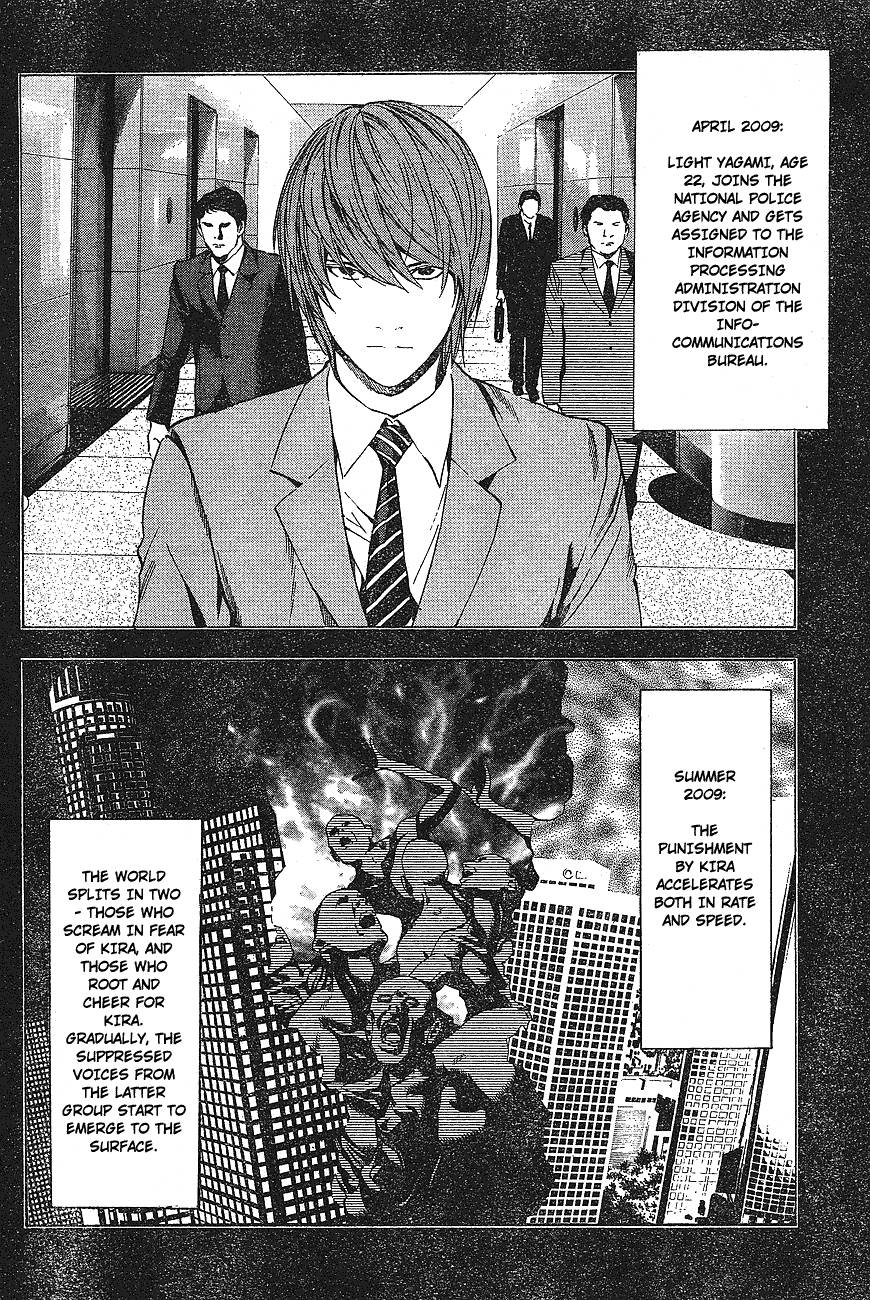 APRIL 2009:
LIGHT YAGAMI, AGE
22, JOINS THE
NATIONAL POLICE
AGENCY AND GETS
ASSIGNED TO THE
INFORMATION
PROCESSING
ADMINISTRATION
DIVISION OF THE
INFO-
COMMUNICATIONS
BUREAU.
SUMMER
2009:
THE
PUNISHMENT
BY KIRA
ACCELERATES
BOTH IN RATE
AND SPEED.
CL
THE WORLD
SPLITS IN TWO
- THOSE WHO
SCREAM IN FEAR
OF KIRA, AND
THOSE WHO
ROOT AND
CHEER FOR
KIRA.
GRADUALLY, THE
SUPPRESSED
VOICES FROM
THE LATTER
GROUP START TO
EMERGE TO THE
SURFACE.